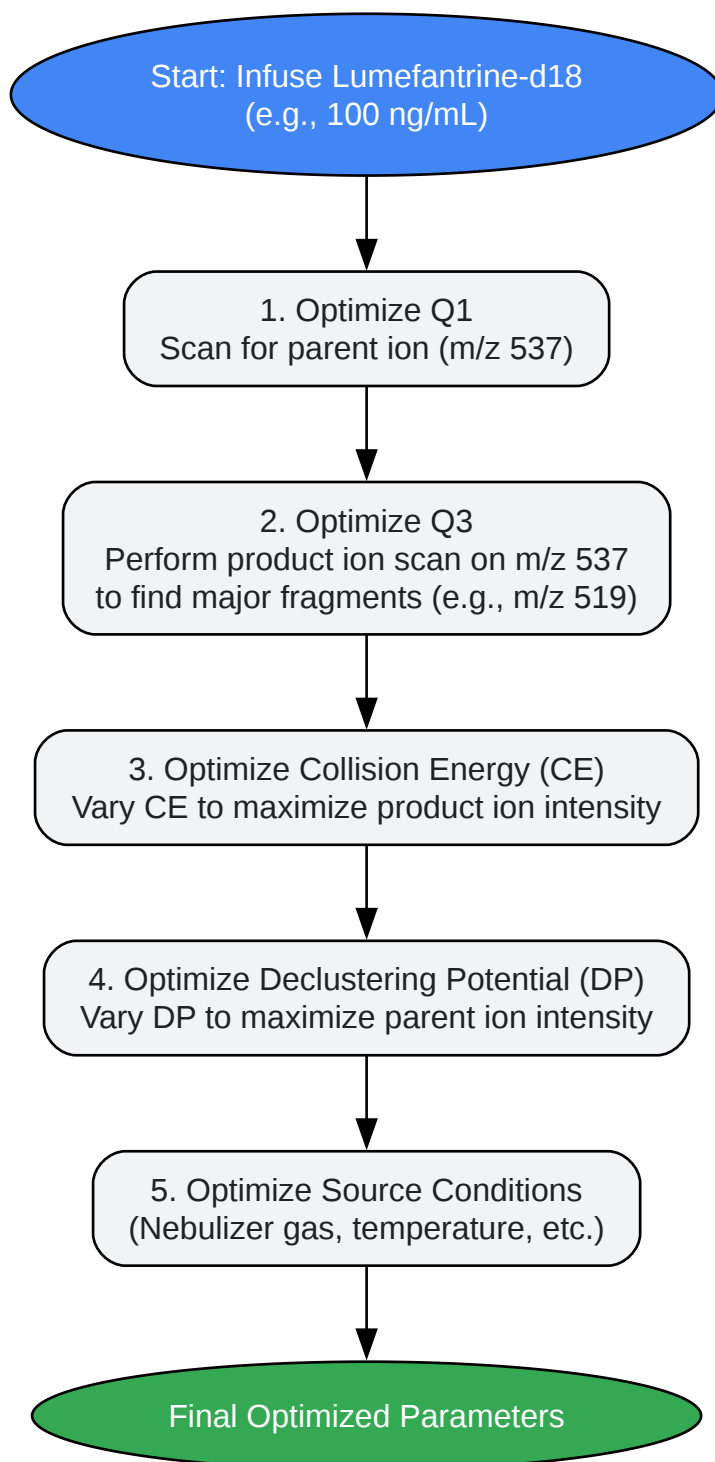 Start: Infuse Lumefantrine-d18
(e.g., 100 ng/mL)
1. Optimize Q1
Scan for parent ion (m/z 537)
2. Optimize Q3
Perform product ion scan on m/z 537
to find major fragments (e.g., m/z 519)
3. Optimize Collision Energy (CE)
Vary CE to maximize product ion intensity
4. Optimize Declustering Potential (DP)
Vary DP to maximize parent ion intensity
5. Optimize Source Conditions
(Nebulizer gas, temperature, etc.)
Final Optimized Parameters